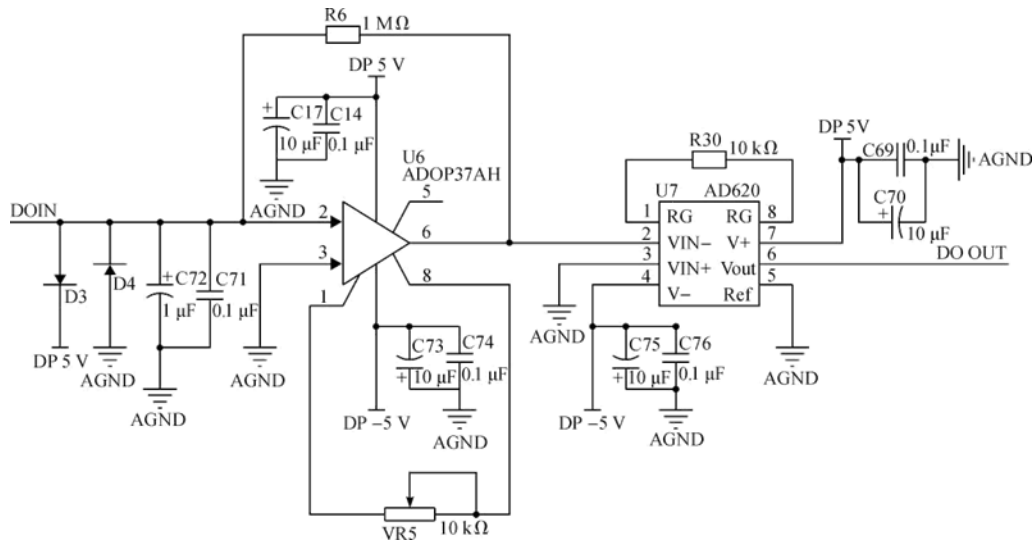 R6
1 MΩ
DP 5 V
C17
C14
10 μF
0.1 μF
AGND
U6
ADOP37AH
5
R30
10 kΩ
DP 5V
C69
0.1μF
AGND
C70
+
10 μF
U7
AD620
1
RG
RG
8
2
VIN−
V+
7
3
VIN+
Vout
6
4
V−
Ref
5
DO OUT
DOIN
2
3
6
8
1
+
D3
D4
+
C72
C71
1 μF
0.1 μF
DP 5 V
AGND
AGND
AGND
C73
C74
+
10 μF
0.1 μF
DP −5 V
AGND
AGND
C75
C76
+
10 μF
0.1 μF
DP −5 V
AGND
AGND
VR5
10 kΩ